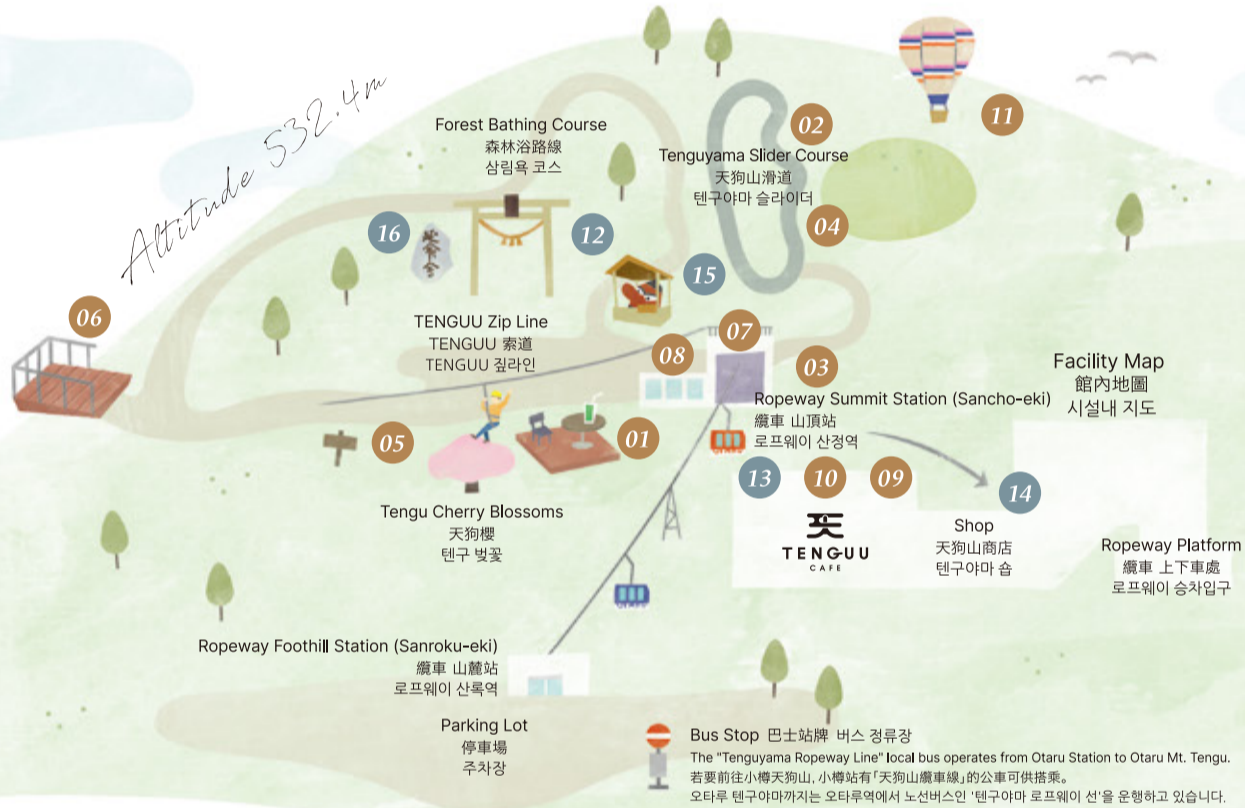 Altitude 532.4m
11
02
Forest Bathing Course
森林浴路線
삼림욕 코스
Tenguyama Slider Course
天狗山滑道
텐구야마 슬라이더
04
16
12
15
06
TENGUU Zip Line
TENGUU 索道
TENGUU 짚라인
08
07
03
Ropeway Summit Station (Sancho-eki)
纜車 山頂站
로프웨이 산정역
Facility Map
館內地圖
시설내 지도
05
01
Tengu Cherry Blossoms
天狗櫻
텐구 벚꽃
13
10
09
14
TENGUU
CAFE
Shop
天狗山商店
텐구야마 숍
Ropeway Platform
纜車 上下車處
로프웨이 승차입구
Ropeway Foothill Station (Sanroku-eki)
纜車 山麓站
로프웨이 산록역
Parking Lot
停車場
주차장
Bus Stop 巴士站牌 버스 정류장
The "Tenguyama Ropeway Line" local bus operates from Otaru Station to Otaru Mt. Tengu.
若要前往小樽天狗山, 小樽站有「天狗山纜車線」的公車可供搭乘。
오타루 텐구야마까지는 오타루역에서 노선버스인 '텐구야마 로프웨이 선'을 운행하고 있습니다.